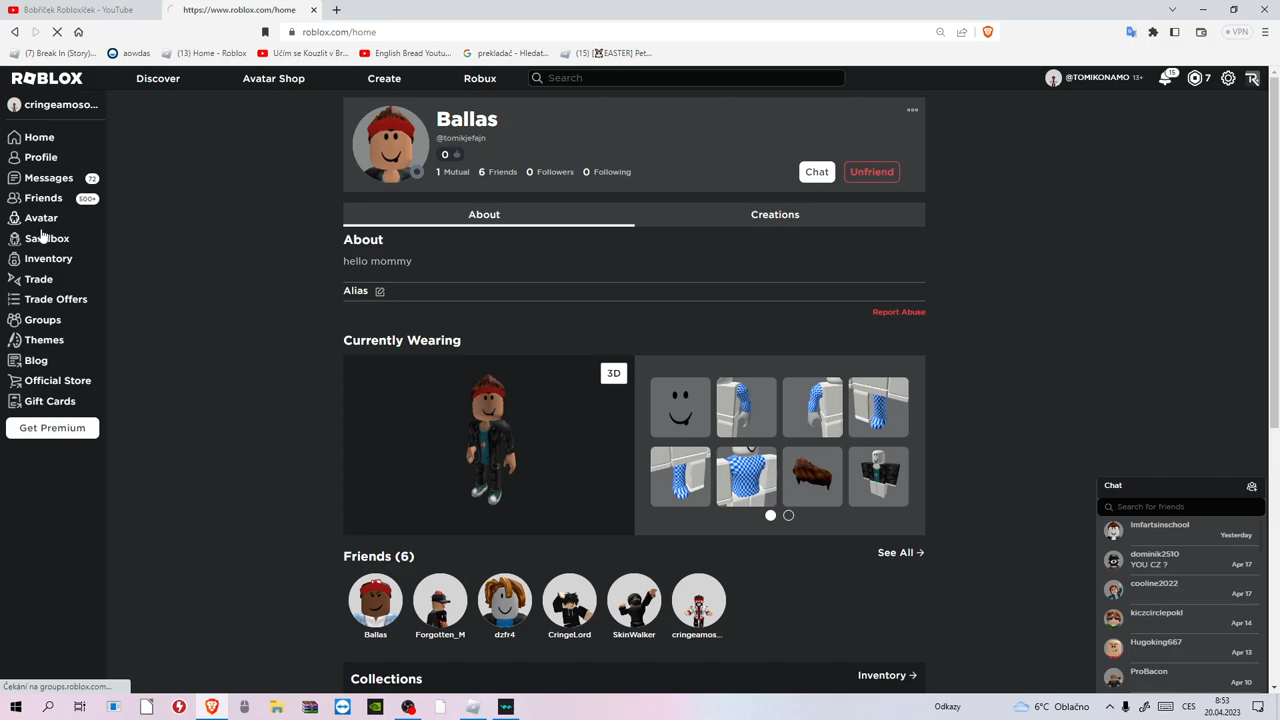 Bobříček Robloxíček - YouTube
https://www.roblox.com/home
roblox.com/home
VPN
(7) Break In (Story)...
aowdas
(13) Home - Roblox
Učím se Kouzlit v Br...
English Bread Youtu...
prekladač - Hledat...
(15) [EASTER] Pet...
ROBLOX
Discover
Avatar Shop
Create
Robux
Search
@TOMIKONAMO 13+
15
7
cringeamoso...
Home
Profile
Messages 72
Friends 500+
Avatar
Sandbox
Inventory
Trade
Trade Offers
Groups
Themes
Blog
Official Store
Gift Cards
Get Premium
Ballas
@tomikjefajn
0
1 Mutual 6 Friends 0 Followers 0 Following
Chat
Unfriend
About
Creations
About
hello mommy
Alias
Report Abuse
Currently Wearing
3D
Friends (6)
See All
Ballas
Forgotten_M
dzfr4
CringeLord
SkinWalker
cringeamos...
Collections
Inventory
Chat
Search for friends
Imfartsinschool
Yesterday
dominik2510
YOU CZ ?
Apr 17
cooline2022
Apr 17
kiczcirclepokl
Apr 14
Hugoking667
Apr 13
ProBacon
Apr 10
Čekání na groups.roblox.com...
Odkazy
6°C Oblačno
CES
8:53
20.04.2023